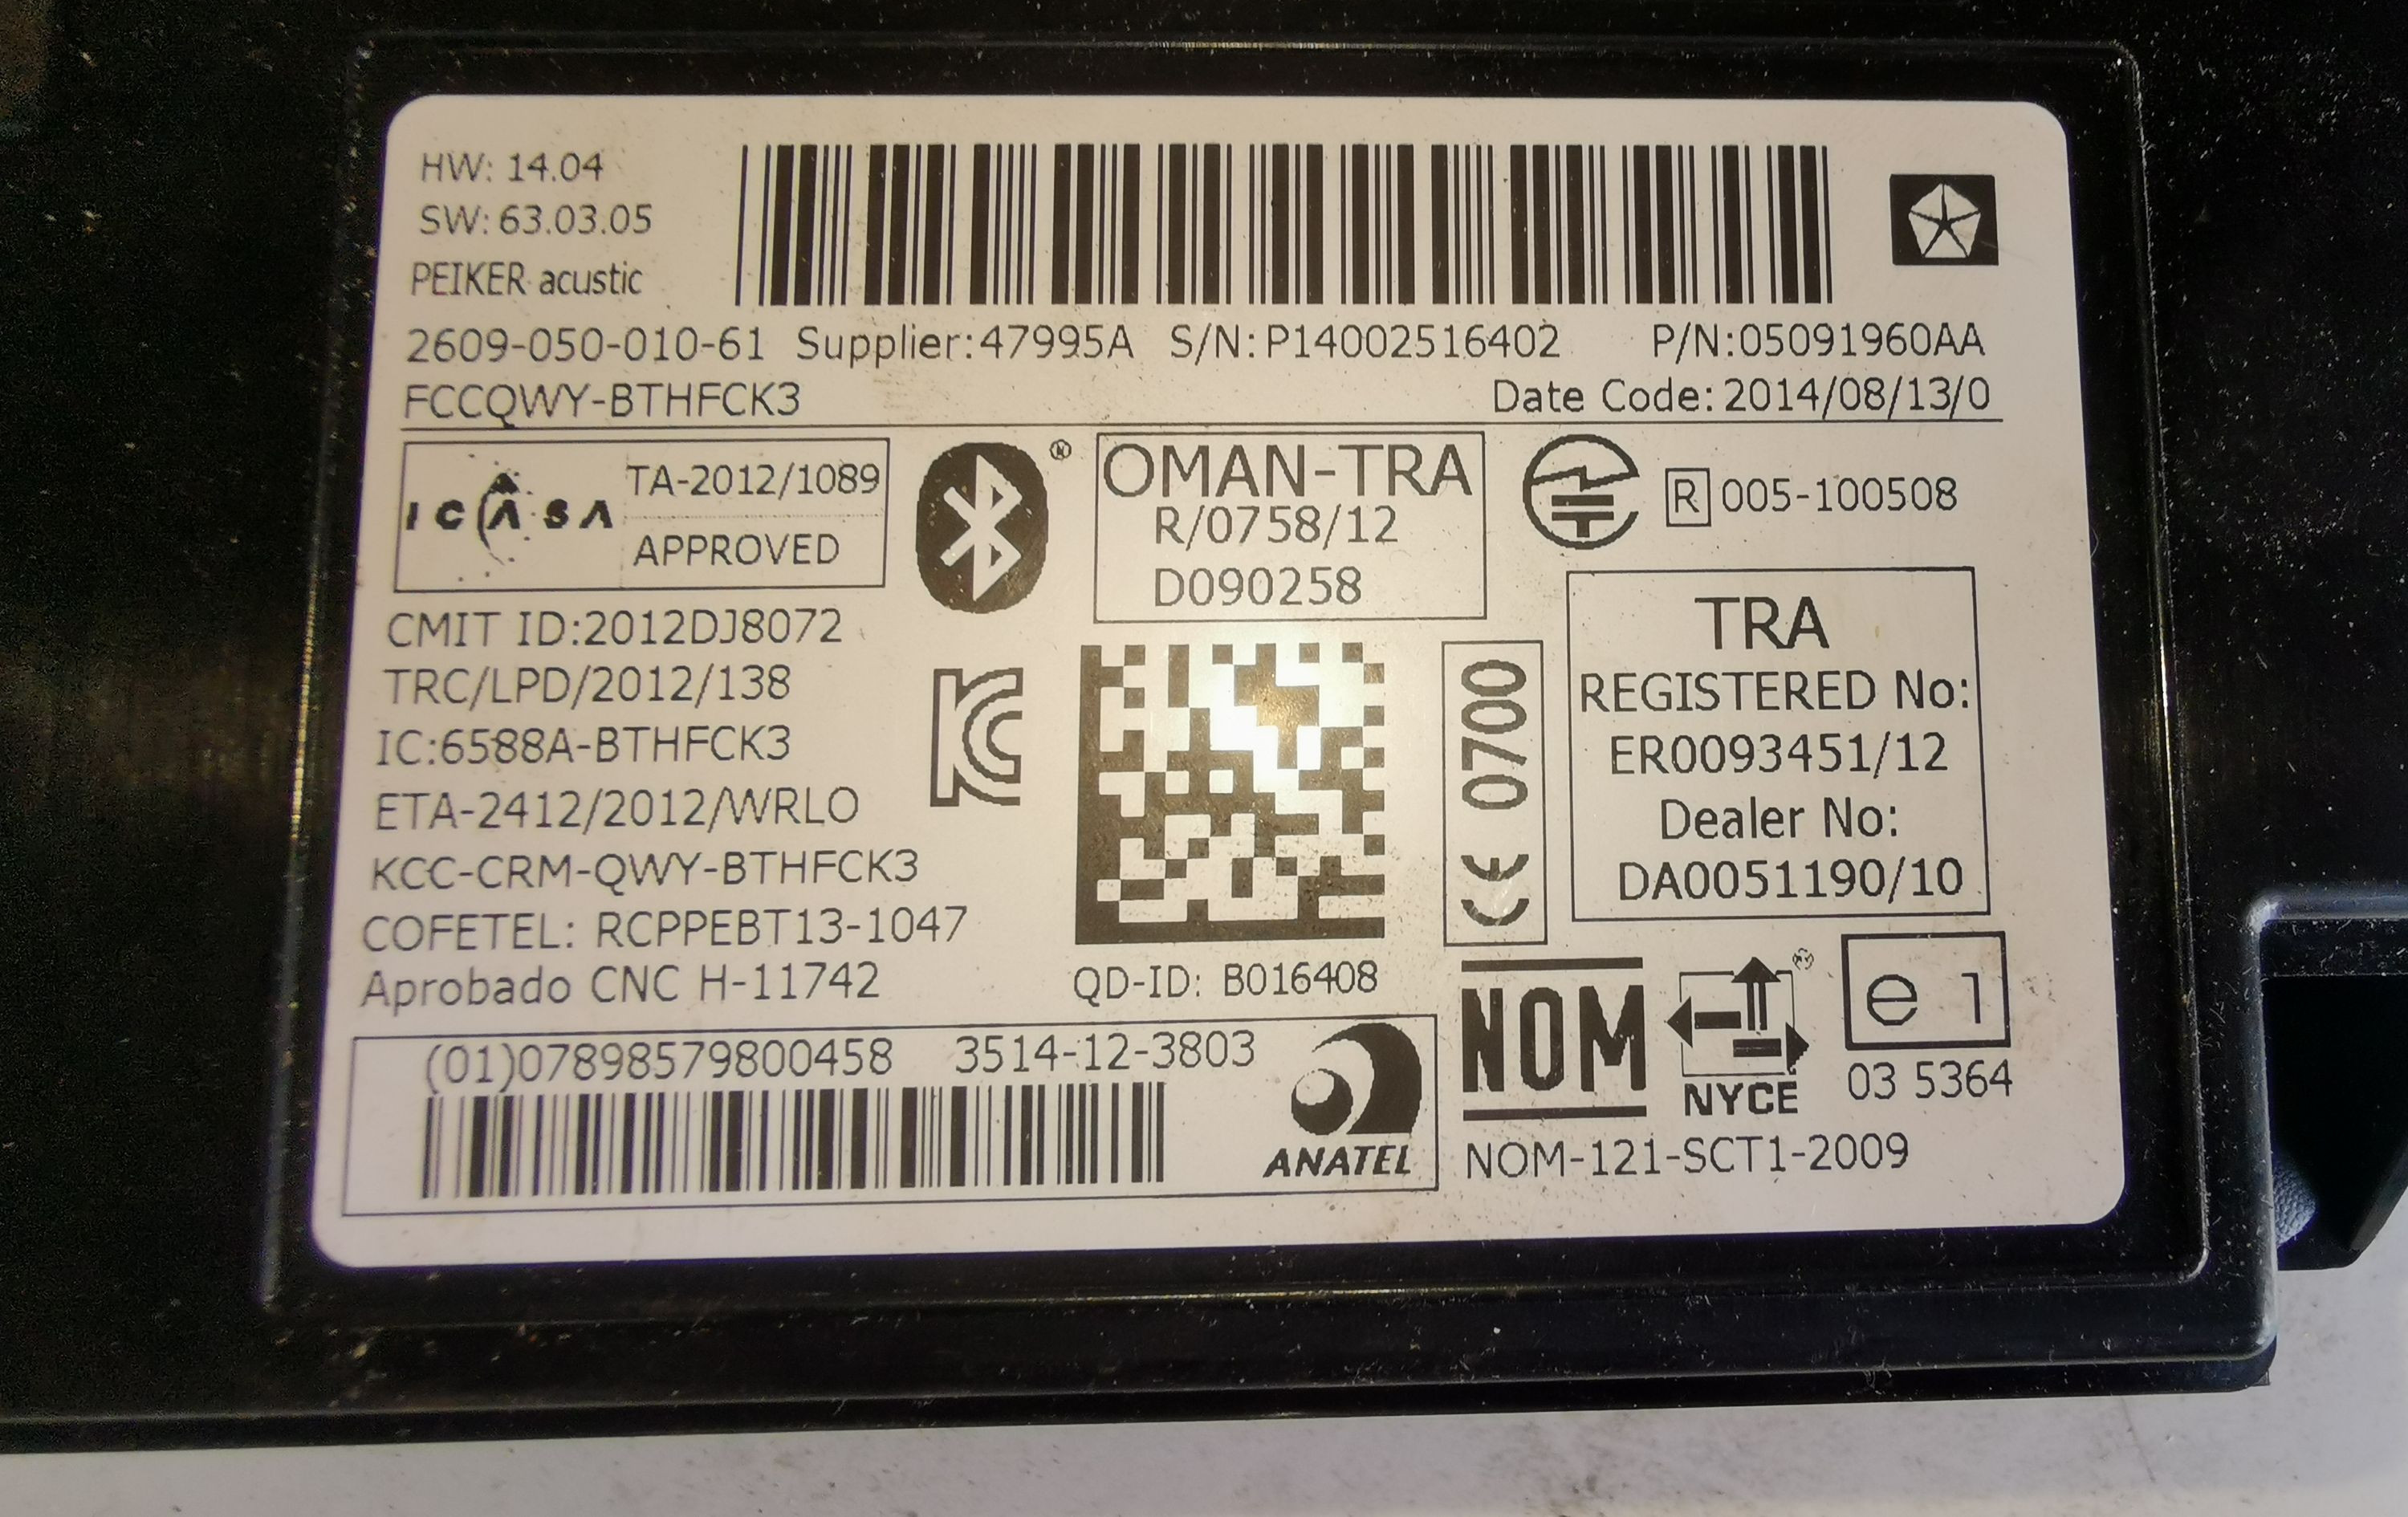 HW: 14.04
SW: 63.03.05
PEIKER acustic
2609-050-010-61 Supplier:47995A S/N:P14002516402 P/N:05091960AA
FCCQWY-BTHFCK3 Date Code:2014/08/13/0
ICASA
TA-2012/1089
APPROVED
OMAN-TRA
R/0758/12
D090258
R 005-100508
CMIT ID:2012DJ8072
TRC/LPD/2012/138
IC:6588A-BTHFCK3
ETA-2412/2012/WRLO
KCC-CRM-QWY-BTHFCK3
COFETEL: RCPPEBT13-1047
Aprobado CNC H-11742
QD-ID: B016408
CE 0700
TRA
REGISTERED No:
ER0093451/12
Dealer No:
DA0051190/10
(01)07898579800458 3514-12-3803
ANATEL
NOM
NYCE
e 1
03 5364
NOM-121-SCT1-2009